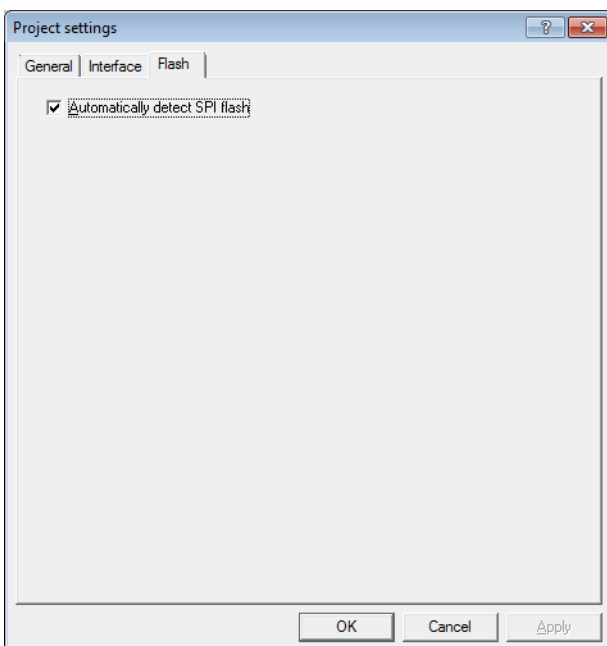 Project settings
General Interface Flash
Automatically detect SPI flash
OK Cancel Apply